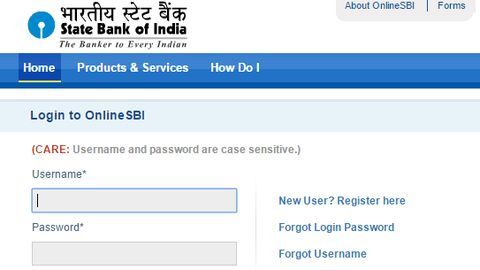 भारतीय स्टेट बैंक
State Bank of India
The Banker to Every Indian
About OnlineSBI | Forms
Home Products & Services How Do I
Login to OnlineSBI
(CARE: Username and password are case sensitive.)
Username*
New User? Register here
Password*
Forgot Login Password
Forgot Username